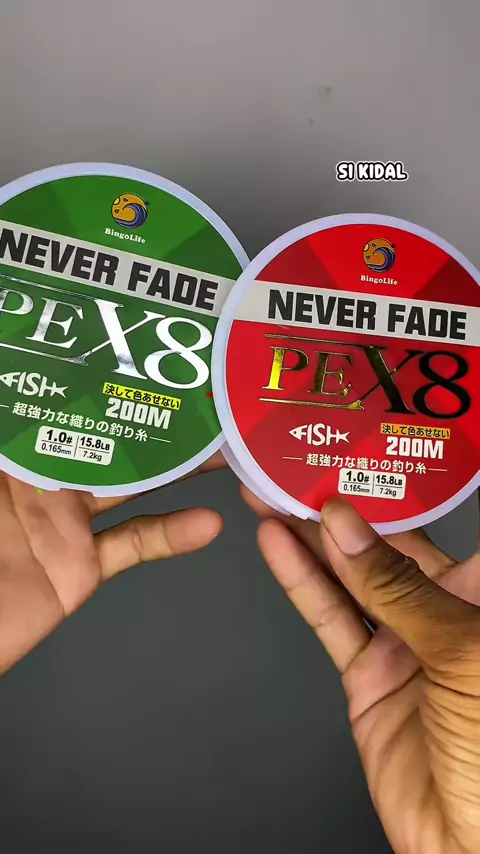 SI KIDAL
BingoLife
NEVER FADE
PEX8
FISH
決して色あせない
200M
超強力な織りの釣り糸
1.0# 15.8LB
0.165mm 7.2kg
BingoLife
NEVER FADE
PEX8
FISH
決して色あせない
200M
超強力な織りの釣り糸
1.0# 15.8LB
0.165mm 7.2kg